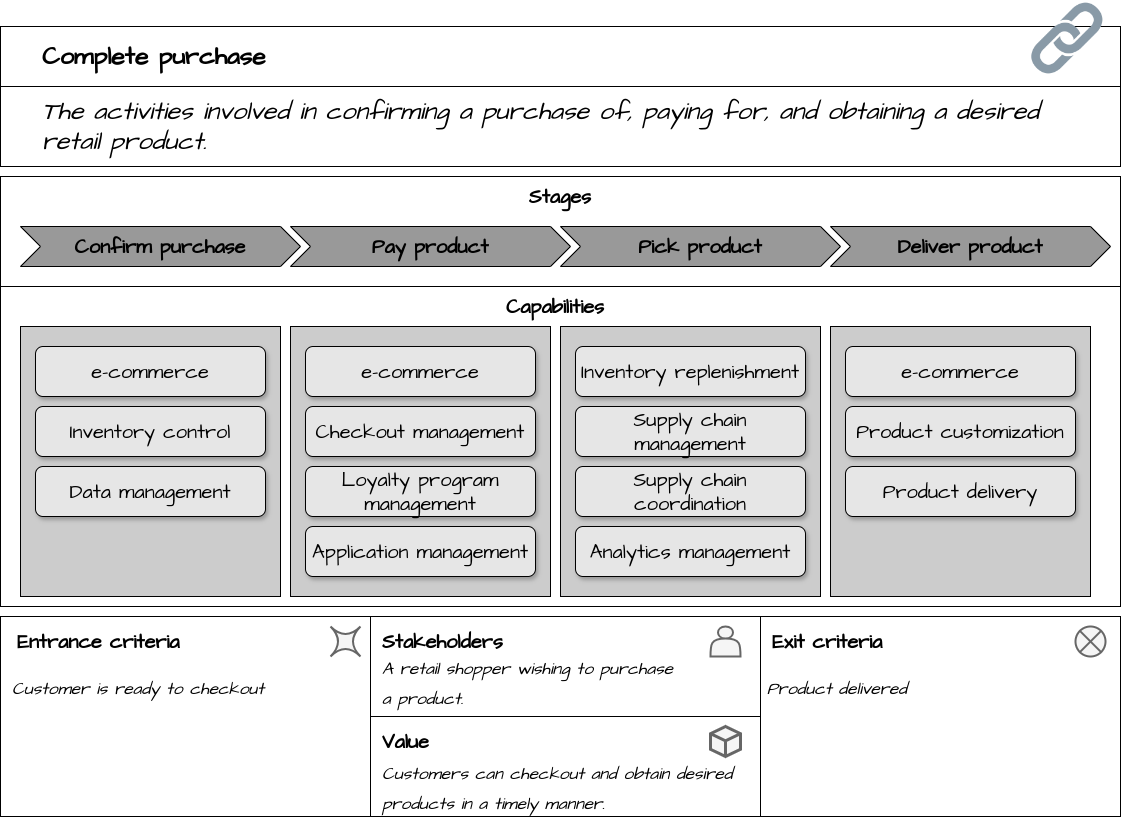 Complete purchase
The activities involved in confirming a purchase of, paying for, and obtaining a desired
retail product.
Stages
Confirm purchase
Pay product
Pick product
Deliver product
Capabilities
e-commerce
Inventory control
Data management
e-commerce
Checkout management
Loyalty program
management
Application management
Inventory replenishment
Supply chain
management
Supply chain
coordination
Analytics management
e-commerce
Product customization
Product delivery
Entrance criteria
Customer is ready to checkout
Stakeholders
A retail shopper wishing to purchase
a product.
Value
Customers can checkout and obtain desired
products in a timely manner.
Exit criteria
Product delivered